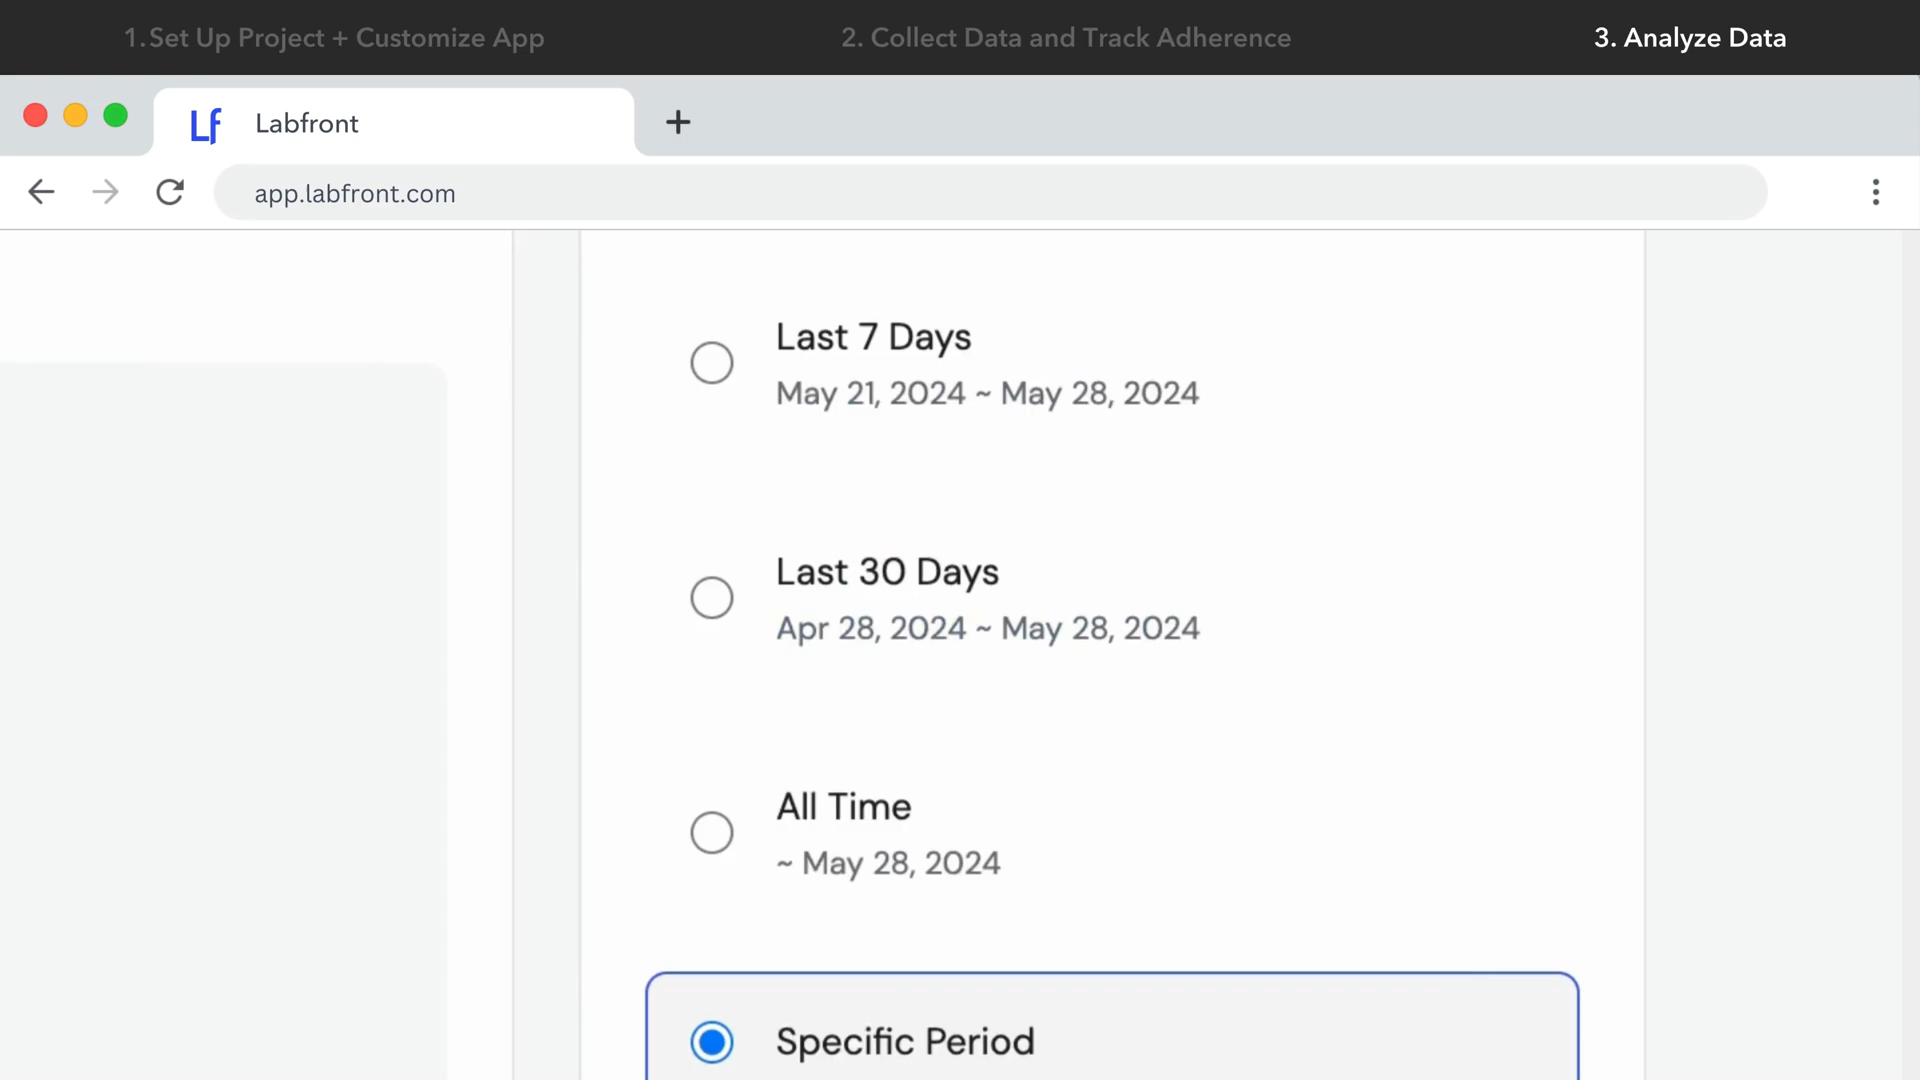 1. Set Up Project + Customize App
2. Collect Data and Track Adherence
3. Analyze Data
Lf Labfront
app.labfront.com
Last 7 Days
May 21, 2024 ~ May 28, 2024
Last 30 Days
Apr 28, 2024 ~ May 28, 2024
All Time
~ May 28, 2024
Specific Period